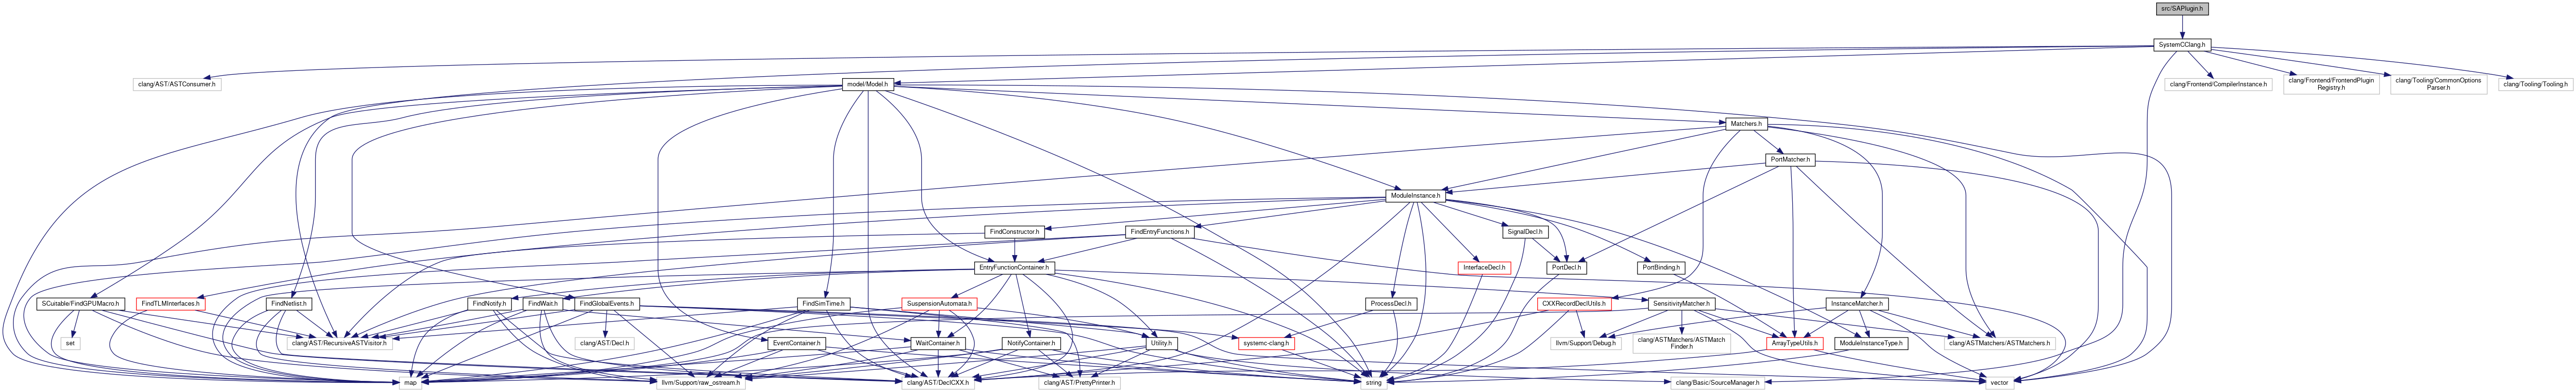 src/SAPlugin.h
SystemCClang.h
clang/AST/ASTConsumer.h
model/Model.h
clang/Frontend/CompilerInstance.h
clang/Frontend/FrontendPlugin
Registry.h
clang/Tooling/CommonOptions
Parser.h
clang/Tooling/Tooling.h
Matchers.h
PortMatcher.h
ModuleInstance.h
FindConstructor.h
FindEntryFunctions.h
SignalDecl.h
EntryFunctionContainer.h
InterfaceDecl.h
PortDecl.h
PortBinding.h
SCuitable/FindGPUMacro.h
FindTLMInterfaces.h
FindNetlist.h
FindNotify.h
FindWait.h
FindGlobalEvents.h
FindSimTime.h
SuspensionAutomata.h
ProcessDecl.h
CXXRecordDeclUtils.h
SensitivityMatcher.h
InstanceMatcher.h
set
clang/AST/RecursiveASTVisitor.h
clang/AST/Decl.h
EventContainer.h
WaitContainer.h
NotifyContainer.h
Utility.h
systemc-clang.h
llvm/Support/Debug.h
clang/ASTMatchers/ASTMatch
Finder.h
ArrayTypeUtils.h
ModuleInstanceType.h
clang/ASTMatchers/ASTMatchers.h
map
llvm/Support/raw_ostream.h
clang/AST/DeclCXX.h
clang/AST/PrettyPrinter.h
string
clang/Basic/SourceManager.h
vector